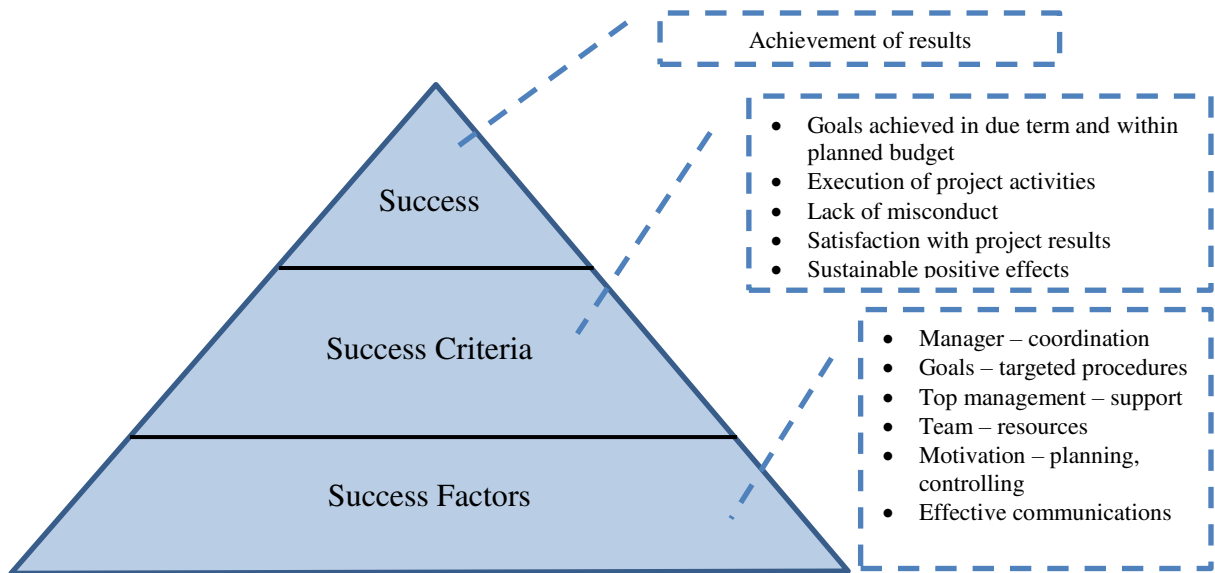 Achievement of results
• Goals achieved in due term and within
planned budget
• Execution of project activities
• Lack of misconduct
• Satisfaction with project results
• Sustainable positive effects
Success
Success Criteria
Success Factors
• Manager – coordination
• Goals – targeted procedures
• Top management – support
• Team – resources
• Motivation – planning,
controlling
• Effective communications